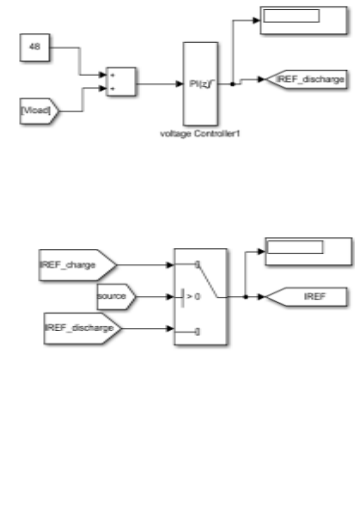 48
+
+
[Vload]
PI(z)
IREF_discharge
voltage Controller1
IREF_charge
source
> 0
IREF
IREF_discharge